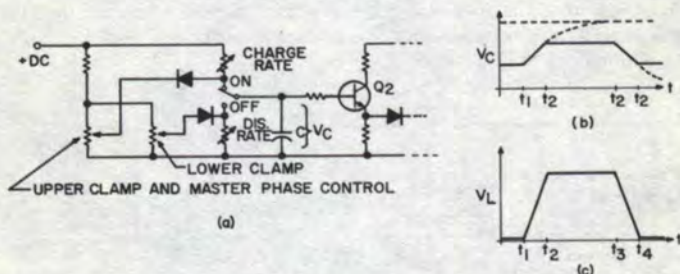 +DC
CHARGE
RATE
ON
OFF
DIS.
RATE
C
VC
Q2
LOWER CLAMP
UPPER CLAMP AND MASTER PHASE CONTROL
(a)
VC
t1 t2 t2 t2 t
(b)
VL
t1 t2 t3 t4 t
(c)